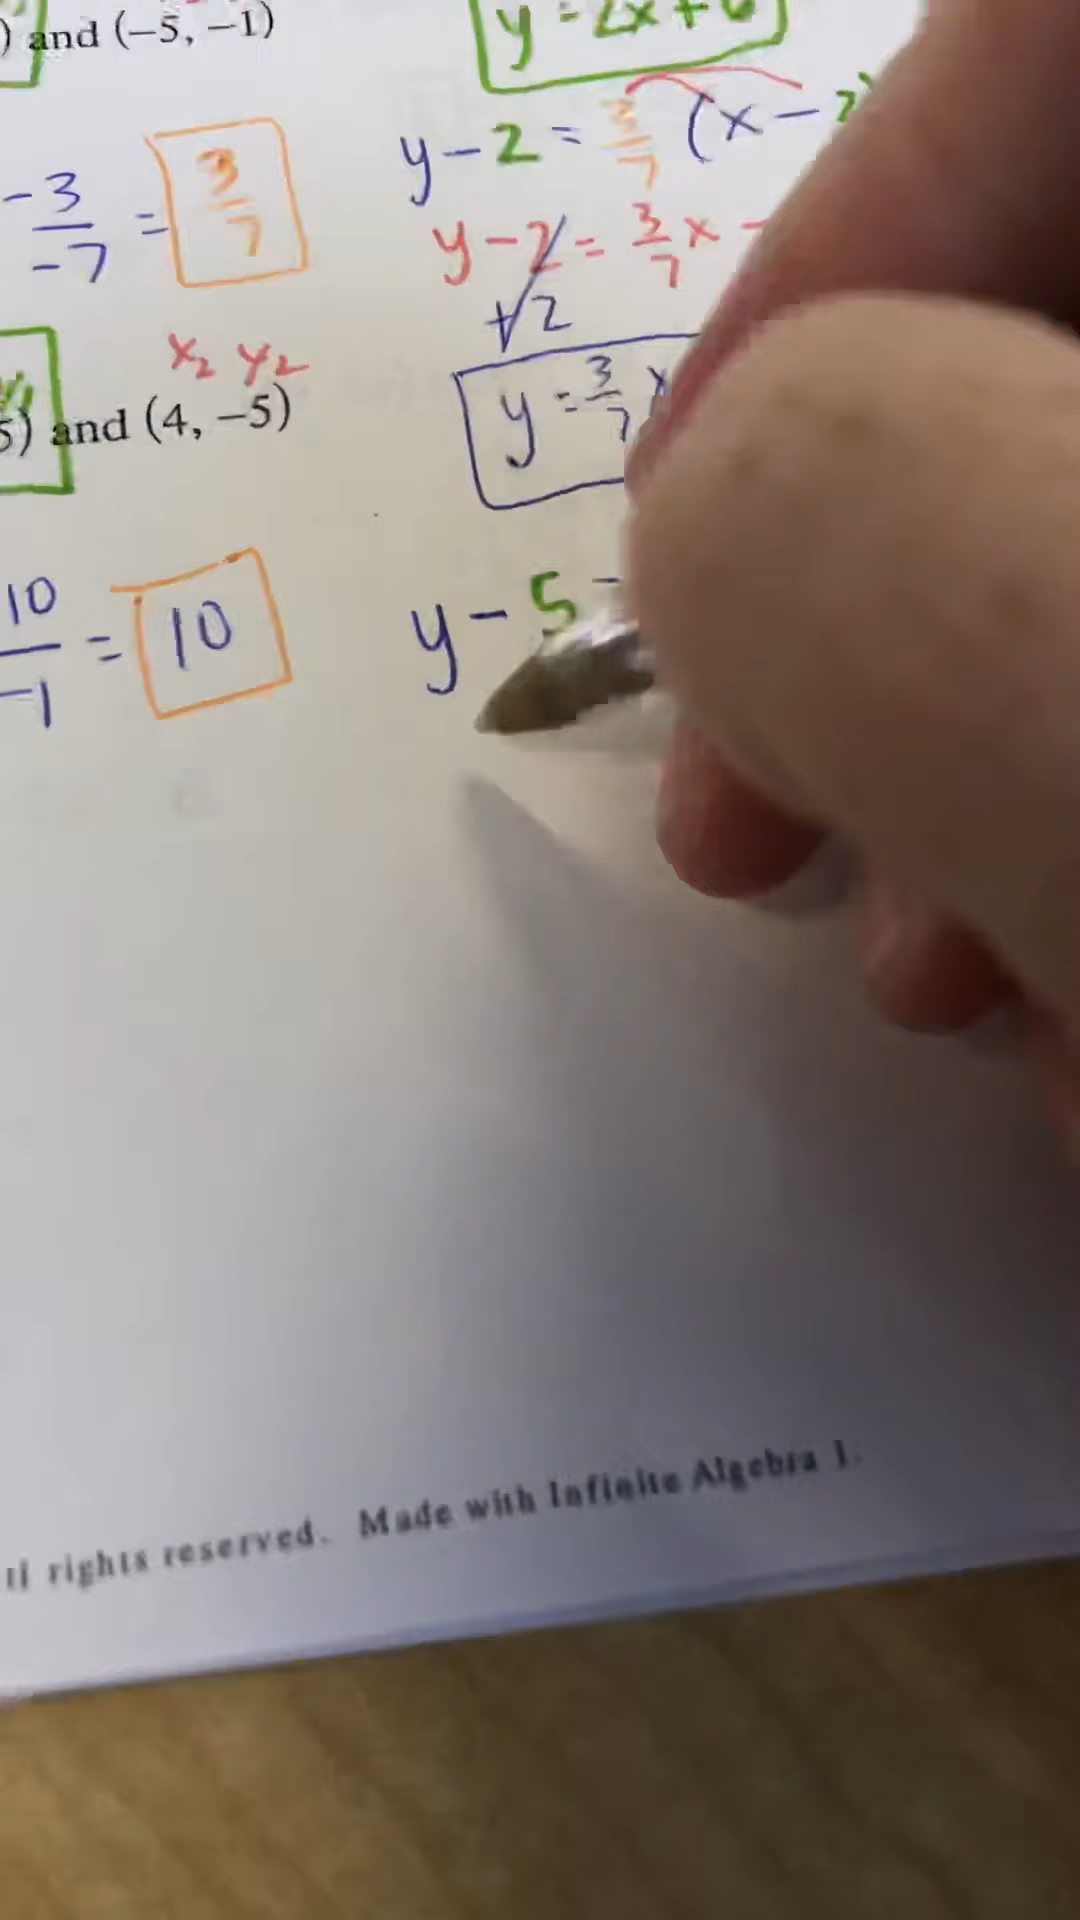 ) and (−5, −1)
y = 2x + 6
y − 2 = 3/7 (x − 2)
-3/-7 = 3/7
y − 2 = 3/7 x −
+2
x2 y2
5) and (4, −5)
y = 3/7 x
10/-1 = 10
y − 5 =
rights reserved. Made with Infinite Algebra 1.